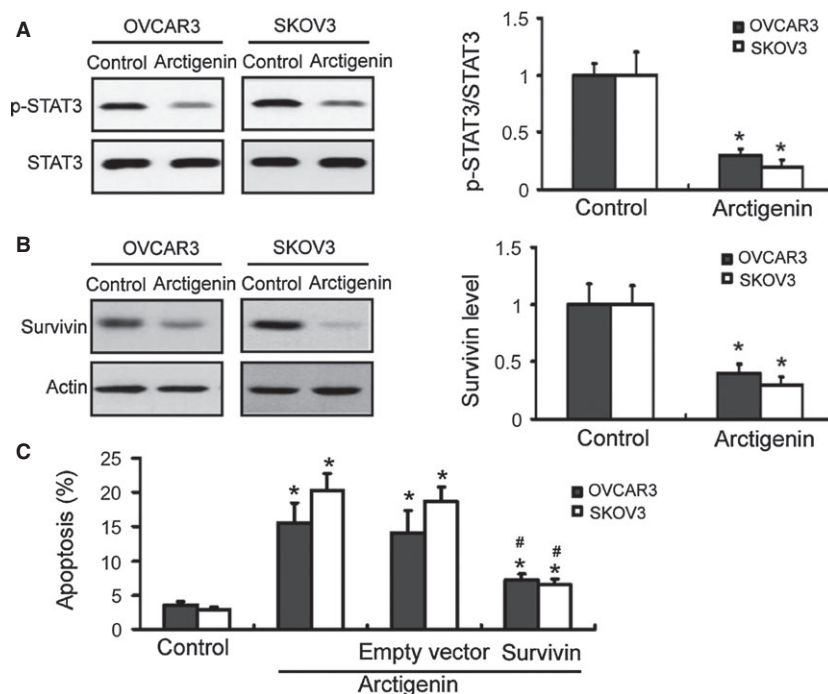 A
OVCAR3 SKOV3
Control Arctigenin Control Arctigenin
p-STAT3
STAT3
1.5
1
0.5
0
p-STAT3/STAT3
OVCAR3
SKOV3
* *
Control Arctigenin
B
OVCAR3 SKOV3
Control Arctigenin Control Arctigenin
Survivin
Actin
1.5
1
0.5
0
Survivin level
OVCAR3
SKOV3
* *
Control Arctigenin
C
25
20
15
10
5
0
Apoptosis (%)
* * * *
# #
* *
OVCAR3
SKOV3
Control Empty vector Survivin
Arctigenin